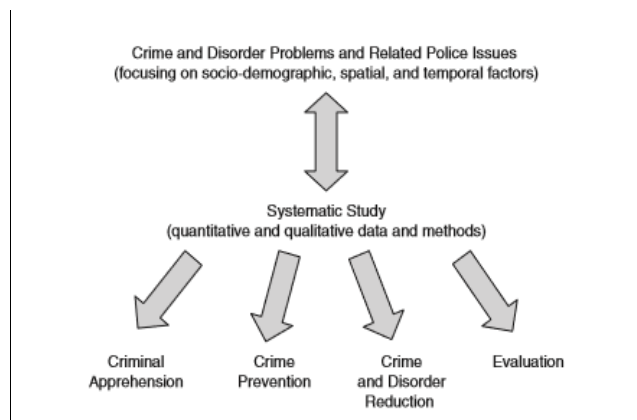 Crime and Disorder Problems and Related Police Issues
(focusing on socio-demographic, spatial, and temporal factors)
Systematic Study
(quantitative and qualitative data and methods)
Criminal
Apprehension
Crime
Prevention
Crime
and Disorder
Reduction
Evaluation